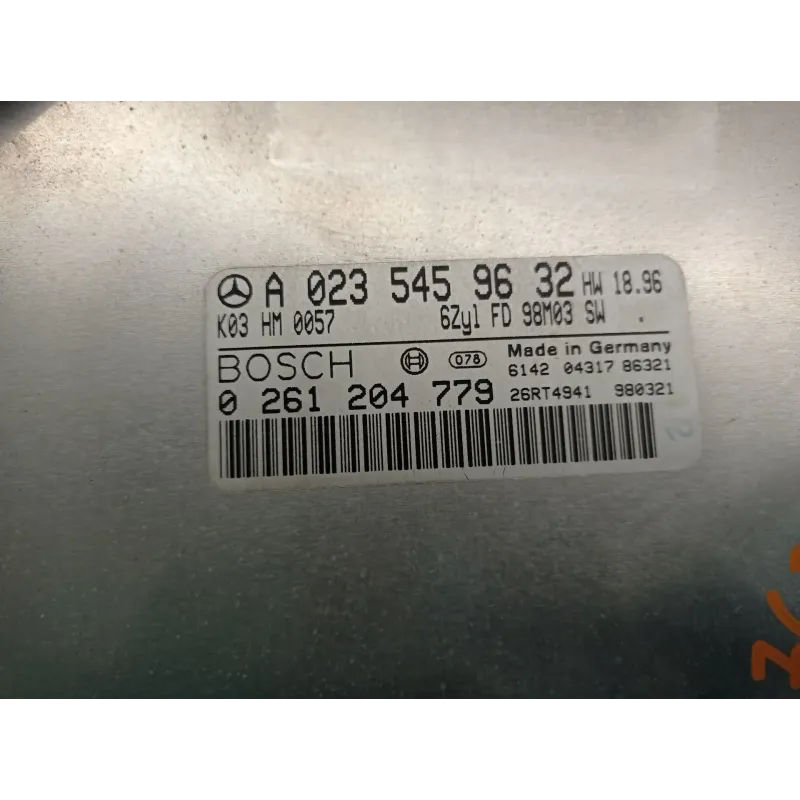 A 023 545 96 32 HW 18.96
K03 HM 0057 6Zyl FD 98M03 SW .
BOSCH 078 Made in Germany
6142 04317 86321
0 261 204 779 26RT4941 980321